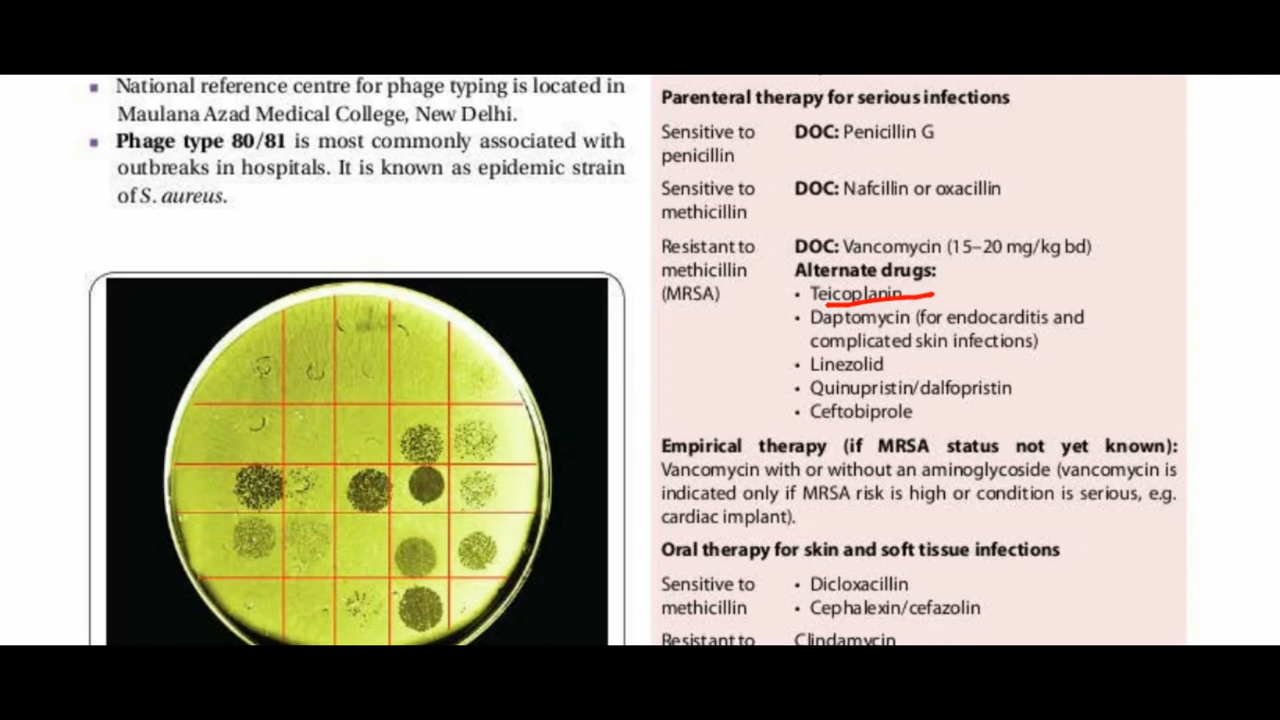 ▪ National reference centre for phage typing is located in
Maulana Azad Medical College, New Delhi.
▪ Phage type 80/81 is most commonly associated with
outbreaks in hospitals. It is known as epidemic strain
of S. aureus.
Parenteral therapy for serious infections
Sensitive to DOC: Penicillin G
penicillin
Sensitive to DOC: Nafcillin or oxacillin
methicillin
Resistant to DOC: Vancomycin (15–20 mg/kg bd)
methicillin Alternate drugs:
(MRSA) • Teicoplanin
• Daptomycin (for endocarditis and
complicated skin infections)
• Linezolid
• Quinupristin/dalfopristin
• Ceftobiprole
Empirical therapy (if MRSA status not yet known):
Vancomycin with or without an aminoglycoside (vancomycin is
indicated only if MRSA risk is high or condition is serious, e.g.
cardiac implant).
Oral therapy for skin and soft tissue infections
Sensitive to • Dicloxacillin
methicillin • Cephalexin/cefazolin
Resistant to Clindamycin